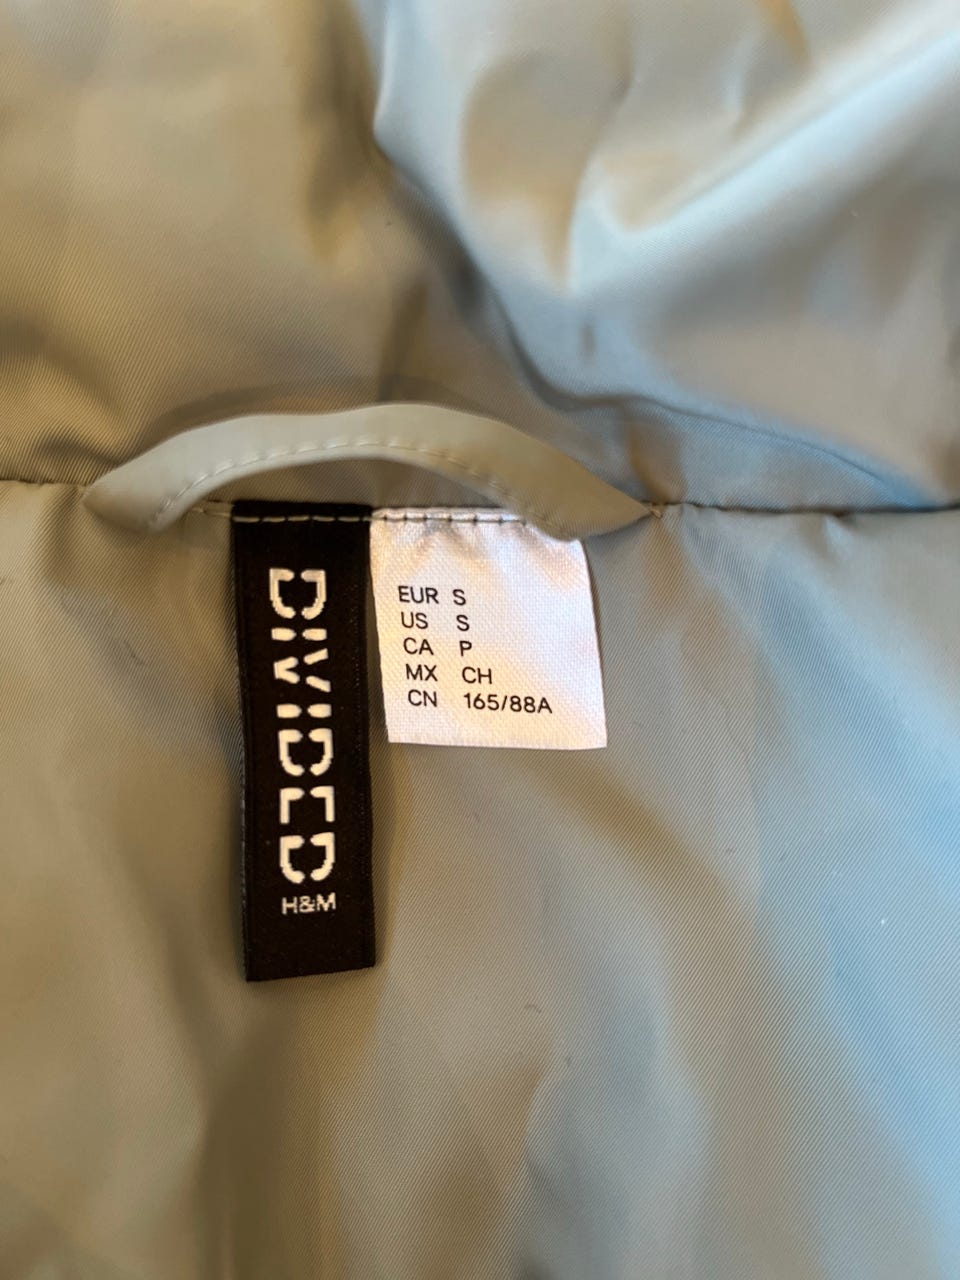 DIVIDED
H&M
EUR S
US S
CA P
MX CH
CN 165/88A